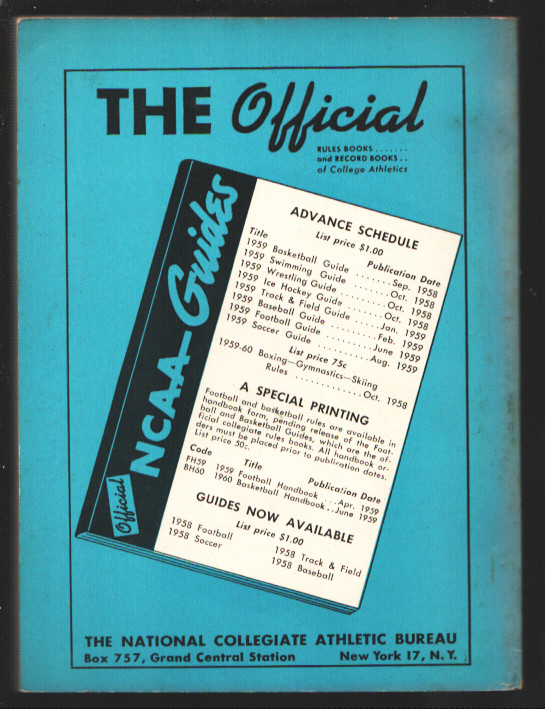 THE Official
RULES BOOKS .......
and RECORD BOOKS ..
of College Athletics
Official
NCAA—Guides
ADVANCE SCHEDULE
List price $1.00
Title Publication Date
1959 Basketball Guide .......Sep. 1958
1959 Swimming Guide ........Oct. 1958
1959 Wrestling Guide ........Oct. 1958
1959 Ice Hockey Guide .......Oct. 1958
1959 Track & Field Guide .....Jan. 1959
1959 Baseball Guide .........Feb. 1959
1959 Football Guide .........June 1959
1959 Soccer Guide ..........Aug. 1959
List price 75c
1959-60 Boxing—Gymnastics—Skiing
Rules .............Oct. 1958
A SPECIAL PRINTING
Football and basketball rules are available in
handbook form, pending release of the Foot-
ball and Basketball Guides, which are the of-
ficial collegiate rules books. All handbook or-
ders must be placed prior to publication dates.
List price 50c.
Code Title Publication Date
FH59 1959 Football Handbook ...Apr. 1959
BH60 1960 Basketball Handbook..June 1959
GUIDES NOW AVAILABLE
List price $1.00
1958 Football 1958 Track & Field
1958 Soccer 1958 Baseball
THE NATIONAL COLLEGIATE ATHLETIC BUREAU
Box 757, Grand Central Station New York 17, N. Y.